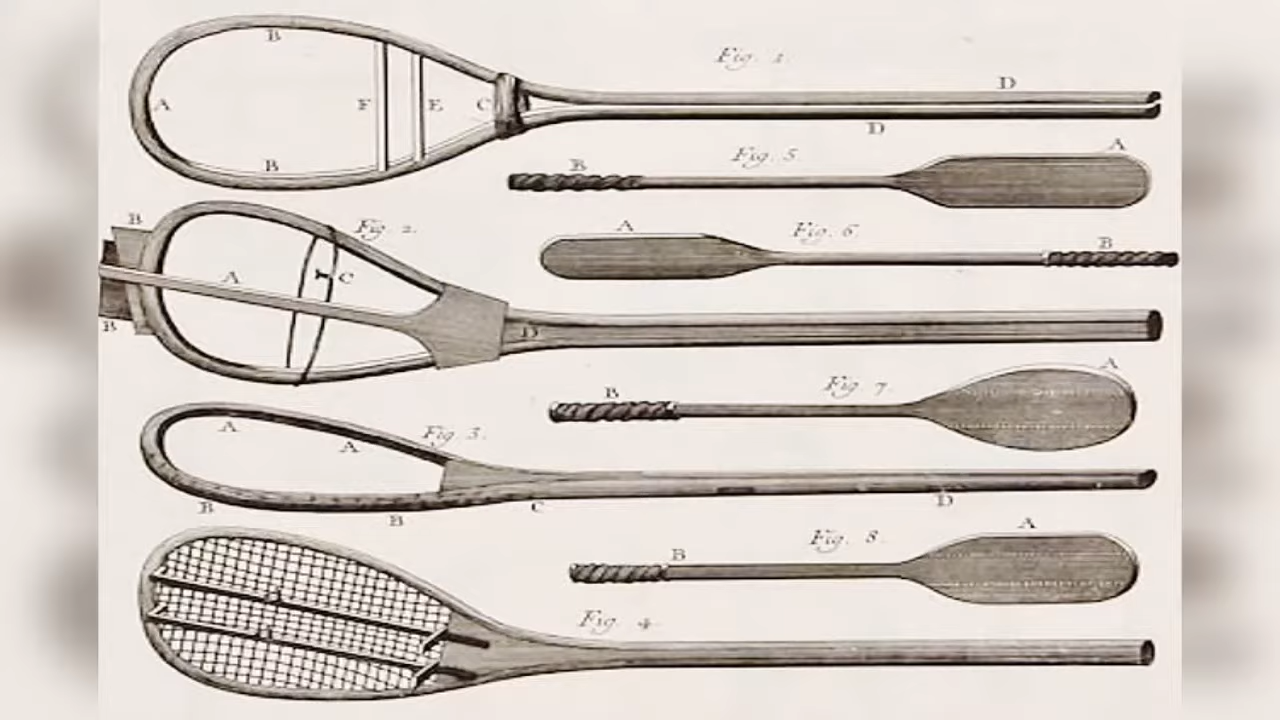 B
Fig. 1.
A F E C D
D
B
Fig. 5. A
B
Fig. 2. B
A C
B
D
A Fig. 6. B
Fig. 7. A
B
A Fig. 3.
A
B B C D
A
Fig. 8.
B
Fig. 4.